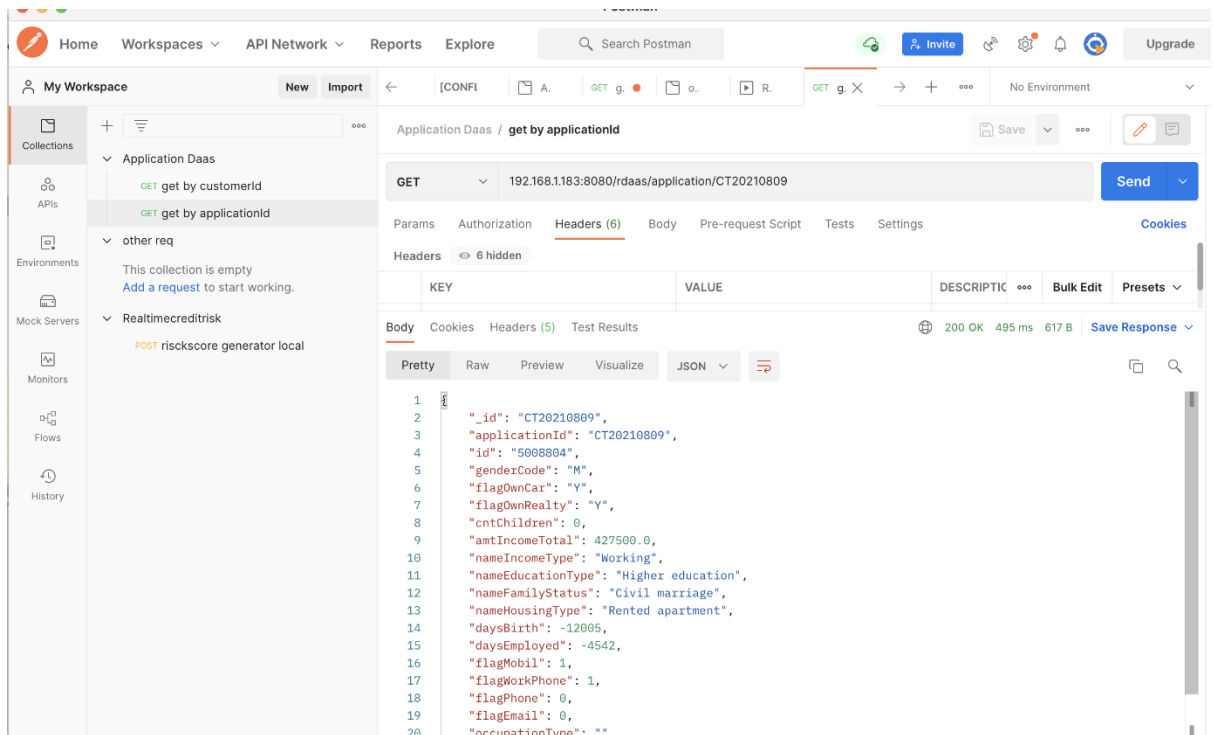 Postman
Home Workspaces API Network Reports Explore Search Postman Invite Upgrade
My Workspace New Import [CONFL A. GET g. o.. R. GET g. No Environment
Collections
APIs
Environments
Mock Servers
Monitors
Flows
History
Application Daas
GET get by customerId
GET get by applicationId
other req
This collection is empty
Add a request to start working.
Realtimecreditrisk
POST risckscore generator local
Application Daas / get by applicationId Save
GET 192.168.1.183:8080/rdaas/application/CT20210809 Send
Params Authorization Headers (6) Body Pre-request Script Tests Settings Cookies
Headers 6 hidden
KEY VALUE DESCRIPTIC Bulk Edit Presets
Body Cookies Headers (5) Test Results 200 OK 495 ms 617 B Save Response
Pretty Raw Preview Visualize JSON
1 {
2 "_id": "CT20210809",
3 "applicationId": "CT20210809",
4 "id": "5008804",
5 "genderCode": "M",
6 "flagOwnCar": "Y",
7 "flagOwnRealty": "Y",
8 "cntChildren": 0,
9 "amtIncomeTotal": 427500.0,
10 "nameIncomeType": "Working",
11 "nameEducationType": "Higher education",
12 "nameFamilyStatus": "Civil marriage",
13 "nameHousingType": "Rented apartment",
14 "daysBirth": -12005,
15 "daysEmployed": -4542,
16 "flagMobil": 1,
17 "flagWorkPhone": 1,
18 "flagPhone": 0,
19 "flagEmail": 0,
20 "occupationType": ""